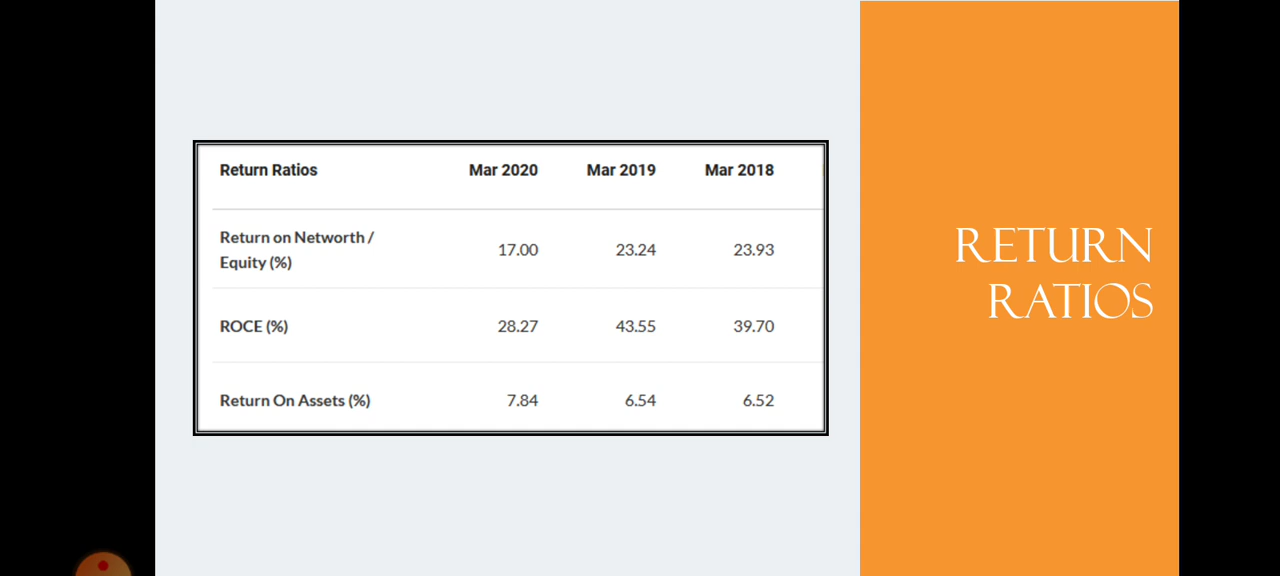 Return Ratios Mar 2020 Mar 2019 Mar 2018
Return on Networth /
Equity (%) 17.00 23.24 23.93
ROCE (%) 28.27 43.55 39.70
Return On Assets (%) 7.84 6.54 6.52
RETURN
RATIOS